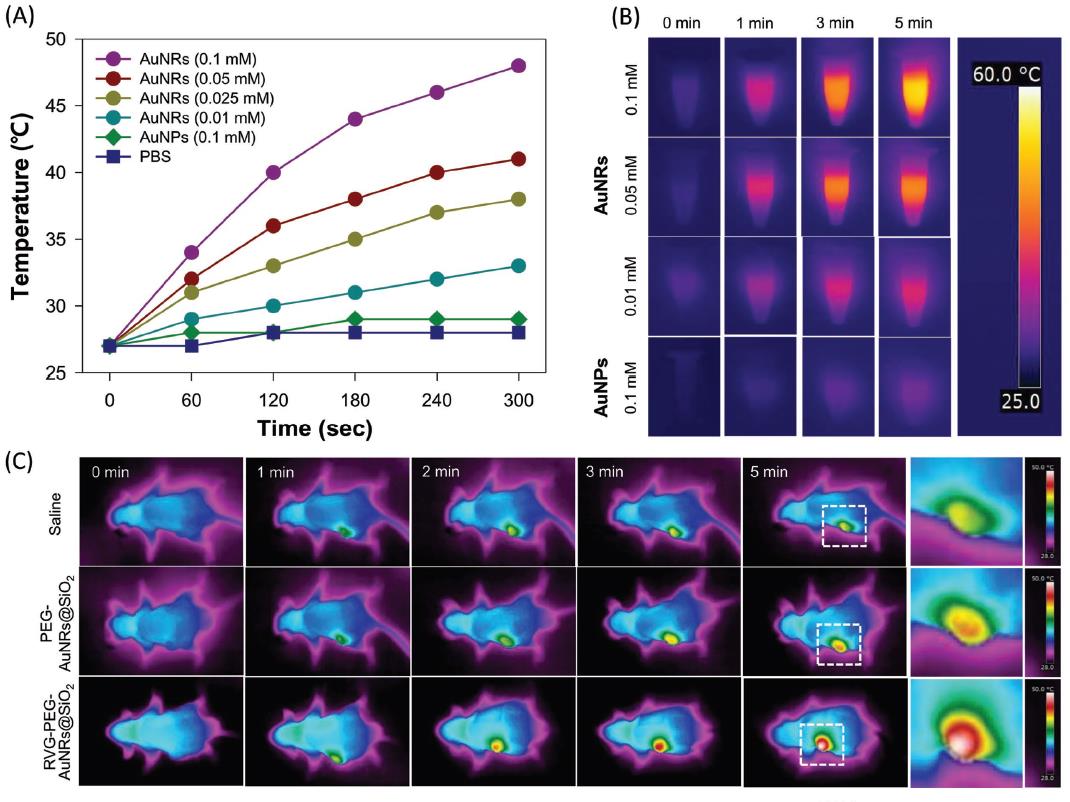 (A)
50
45
40
35
30
25
Temperature (℃)
AuNRs (0.1 mM)
AuNRs (0.05 mM)
AuNRs (0.025 mM)
AuNRs (0.01 mM)
AuNPs (0.1 mM)
PBS
0 60 120 180 240 300
Time (sec)
(B)
0 min 1 min 3 min 5 min
AuNRs
0.1 mM
0.05 mM
0.01 mM
AuNPs
0.1 mM
60.0 °C
25.0
(C)
0 min 1 min 2 min 3 min 5 min
Saline
50.0 °C
28.0
PEG-
AuNRs@SiO2
50.0 °C
28.0
RVG-PEG-
AuNRs@SiO2
50.0 °C
28.0